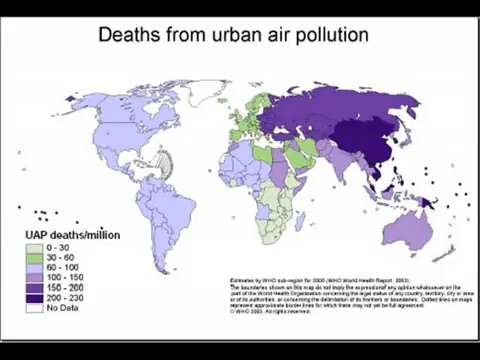 Deaths from urban air pollution
UAP deaths/million
0 - 30
30 - 60
60 - 100
100 - 150
150 - 200
200 - 230
No Data
Estimates by WHO sub-region for 2000 (WHO World Health Report, 2002).
The boundaries shown on this map do not imply the expression of any opinion whatsoever on the
part of the World Health Organization concerning the legal status of any country, territory, city or area
or of its authorities, or concerning the delimitation of its frontiers or boundaries. Dotted lines on maps
represent approximate border lines for which there may not yet be full agreement.
© WHO 2005. All rights reserved.